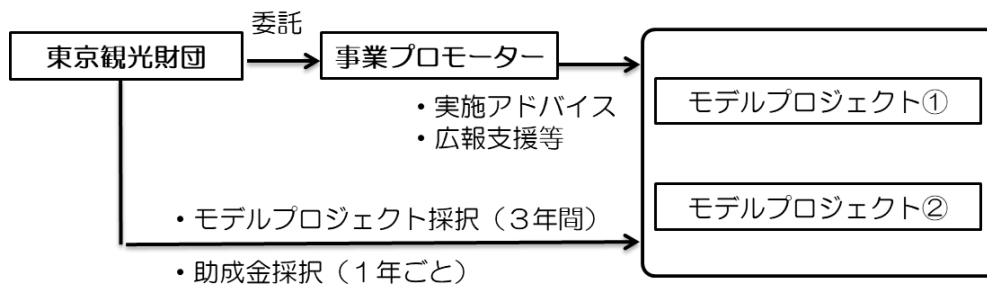 委託
東京観光財団
事業プロモーター
・実施アドバイス
・広報支援等
モデルプロジェクト①
モデルプロジェクト②
・モデルプロジェクト採択（３年間）
・助成金採択（１年ごと）